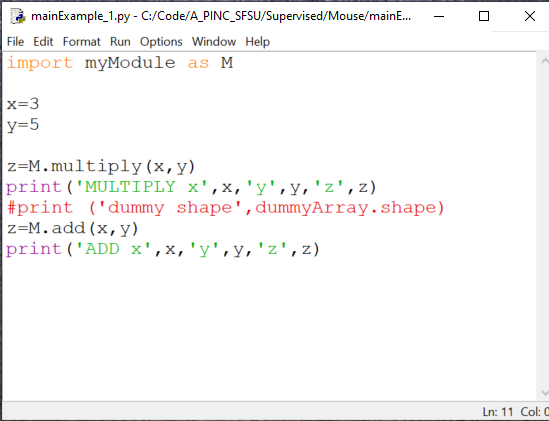 mainExample_1.py - C:/Code/A_PINC_SFSU/Supervised/Mouse/mainE...
File Edit Format Run Options Window Help
import myModule as M
x=3
y=5
z=M.multiply(x,y)
print('MULTIPLY x',x,'y',y,'z',z)
#print ('dummy shape',dummyArray.shape)
z=M.add(x,y)
print('ADD x',x,'y',y,'z',z)
Ln: 11 Col: 0